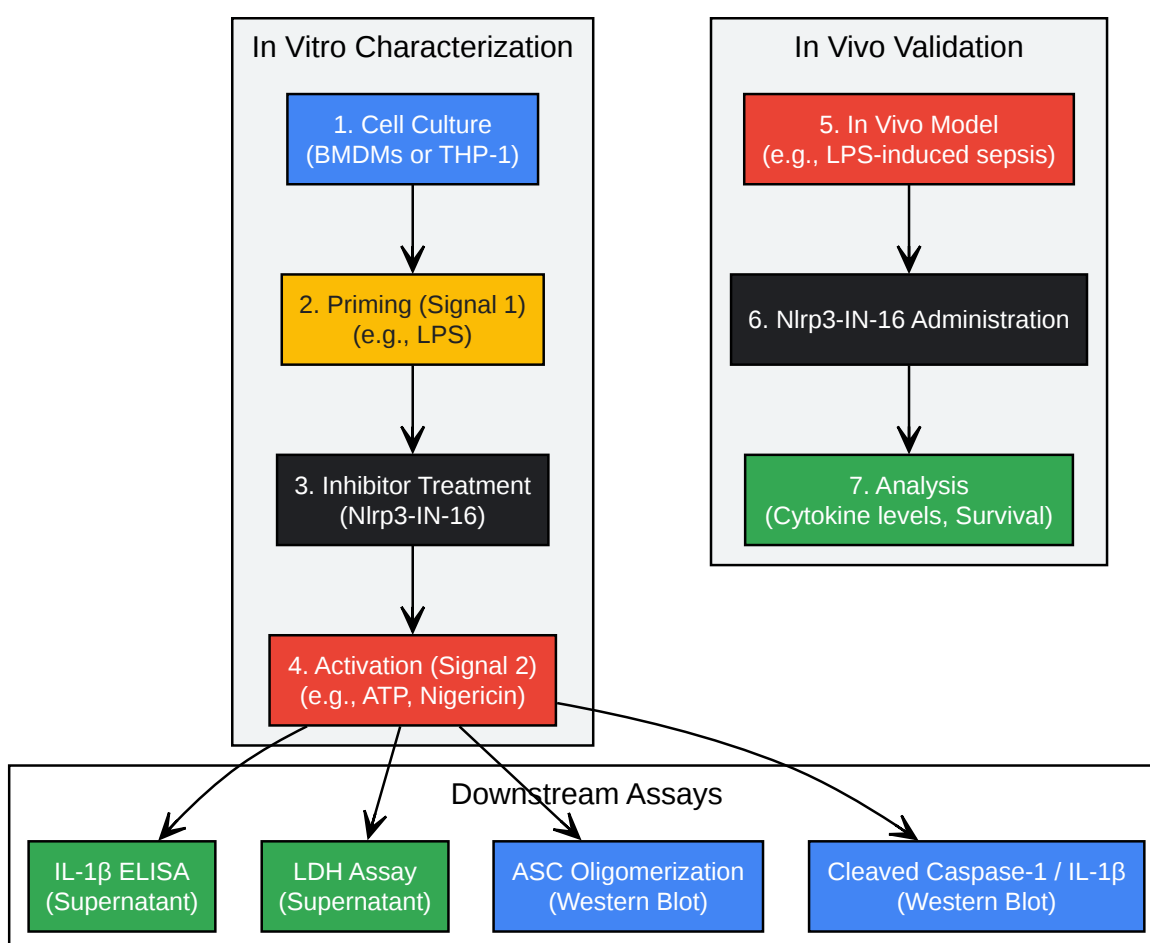 In Vitro Characterization
1. Cell Culture
(BMDMs or THP-1)
2. Priming (Signal 1)
(e.g., LPS)
3. Inhibitor Treatment
(Nlrp3-IN-16)
4. Activation (Signal 2)
(e.g., ATP, Nigericin)
In Vivo Validation
5. In Vivo Model
(e.g., LPS-induced sepsis)
6. Nlrp3-IN-16 Administration
7. Analysis
(Cytokine levels, Survival)
Downstream Assays
IL-1β ELISA
(Supernatant)
LDH Assay
(Supernatant)
ASC Oligomerization
(Western Blot)
Cleaved Caspase-1 / IL-1β
(Western Blot)